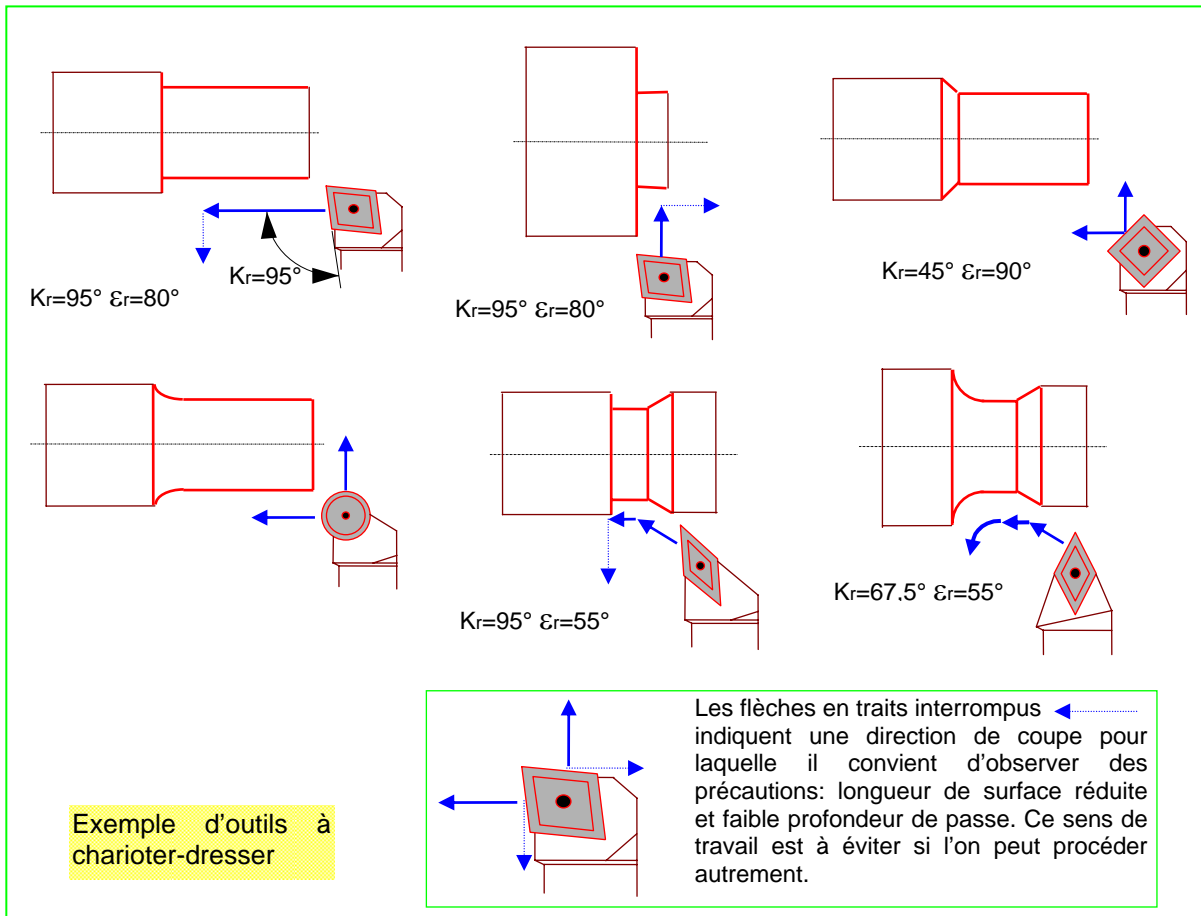 Kr=95°
Kr=95° εr=80°
Kr=95° εr=80°
Kr=45° εr=90°
Kr=95° εr=55°
Kr=67.5° εr=55°
Exemple d'outils à
charioter-dresser
Les flèches en traits interrompus
indiquent une direction de coupe pour
laquelle il convient d'observer des
précautions: longueur de surface réduite
et faible profondeur de passe. Ce sens de
travail est à éviter si l'on peut procéder
autrement.